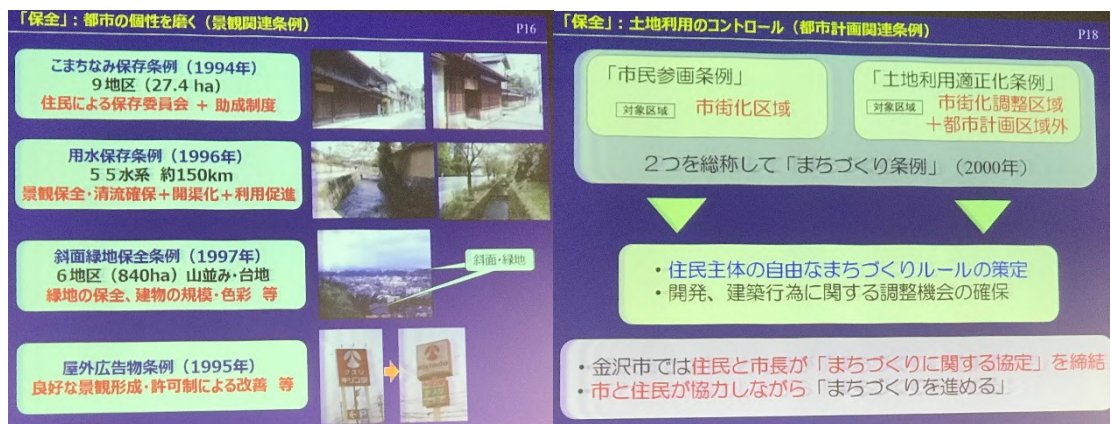 「保全」：都市の個性を磨く（景観関連条例）
P16
こまちなみ保存条例（1994年）
９地区（27.4 ha）
住民による保存委員会 ＋ 助成制度
用水保存条例（1996年）
５５水系 約150km
景観保全・清流確保＋開渠化＋利用促進
斜面緑地保全条例（1997年）
６地区（840ha）山並み・台地
緑地の保全、建物の規模・色彩 等
斜面・緑地
屋外広告物条例（1995年）
良好な景観形成・許可制による改善 等
クスリ
「保全」：土地利用のコントロール（都市計画関連条例）
P18
「市民参画条例」
対象区域 市街化区域
「土地利用適正化条例」
対象区域 市街化調整区域
＋都市計画区域外
２つを総称して「まちづくり条例」（2000年）
・住民主体の自由なまちづくりルールの策定
・開発、建築行為に関する調整機会の確保
・金沢市では住民と市長が「まちづくりに関する協定」を締結
・市と住民が協力しながら「まちづくりを進める」